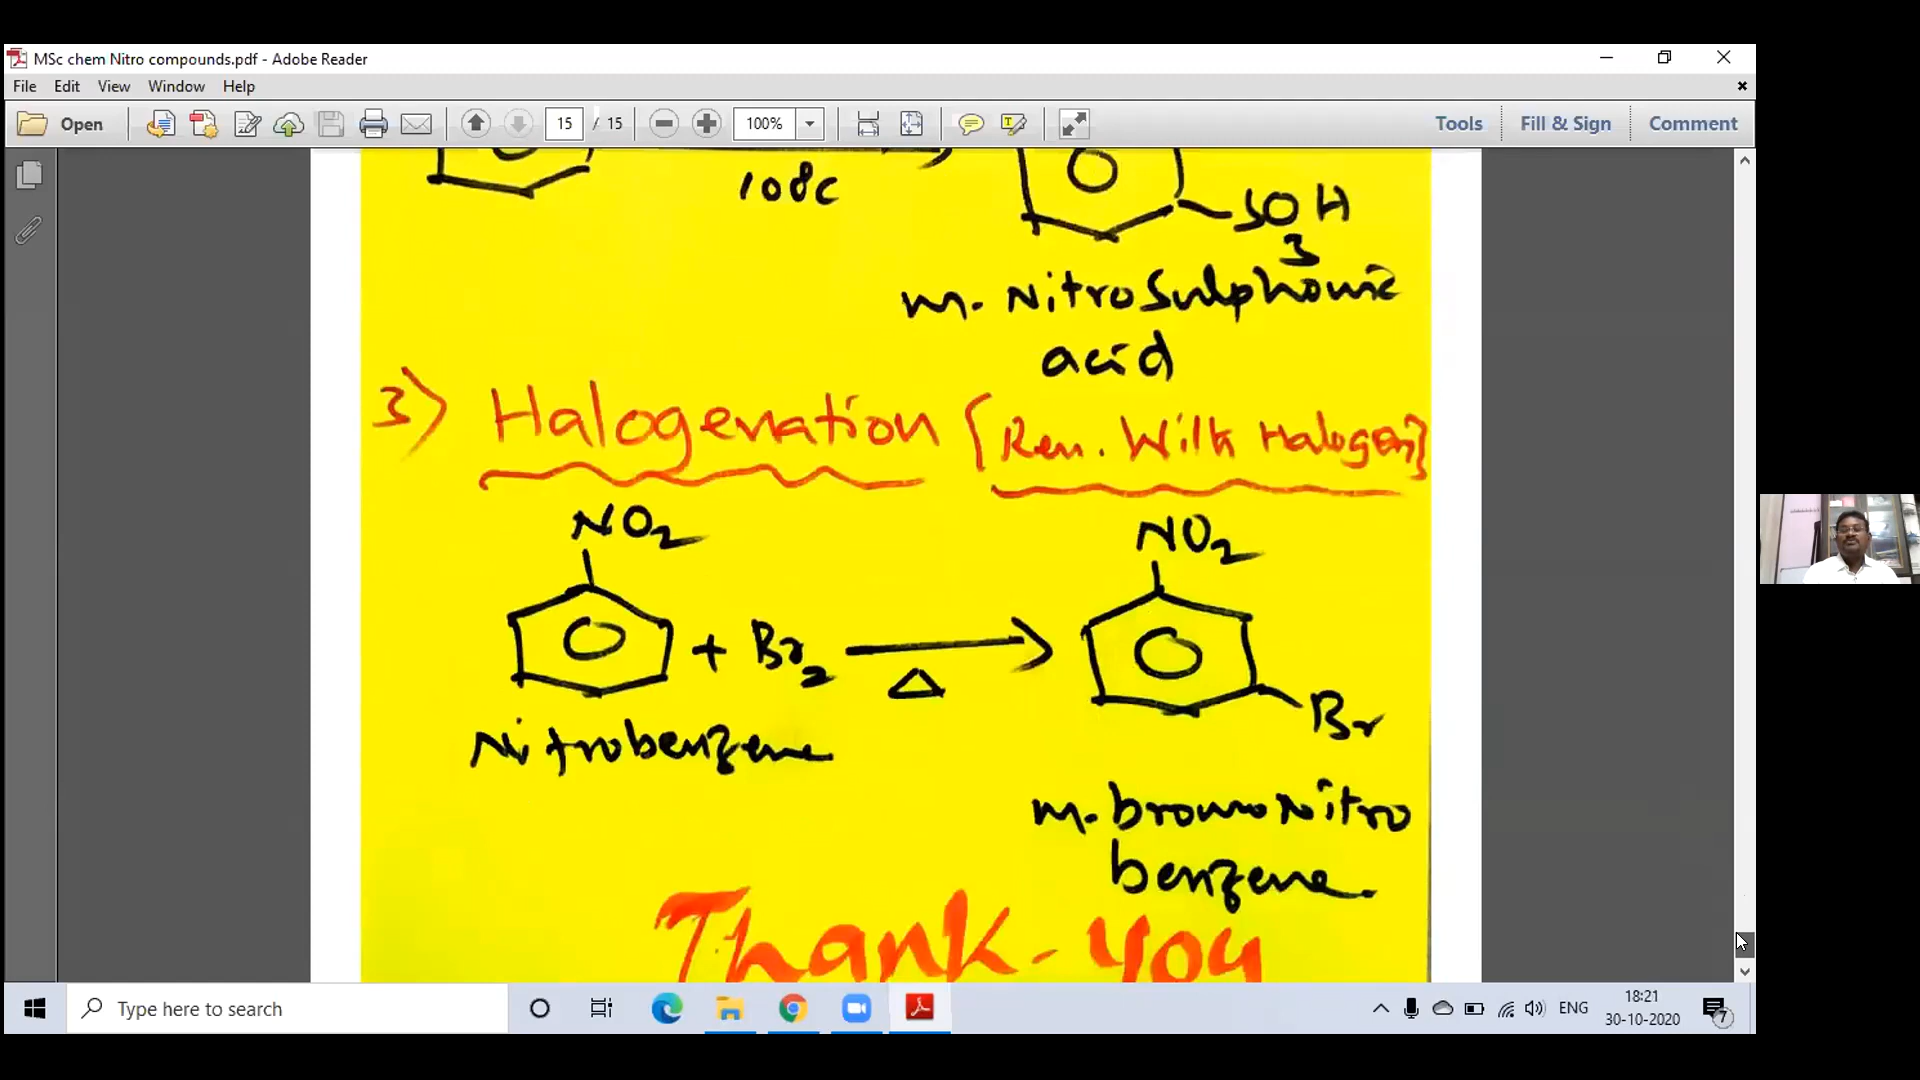 MSc chem Nitro compounds.pdf - Adobe Reader
File Edit View Window Help
Open 15 / 15 100% Tools Fill & Sign Comment
108c
SO3H
m. Nitrosulphonic
acid
3) Halogenation [Ren. With Halogen]
NO2 NO2
+ Br2 Δ
Br
Nitrobenzene
m. bromo Nitro
benzene.
Thank-You
Type here to search
ENG
18:21
30-10-2020
7